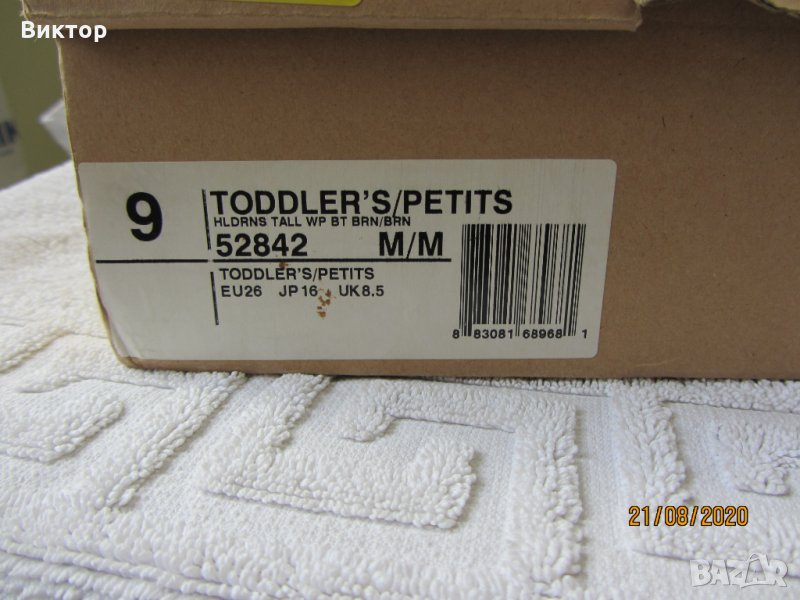 Виктор
9
TODDLER'S/PETITS
HLDRNS TALL WP BT BRN/BRN
52842 M/M
TODDLER'S/PETITS
EU26 JP16 UK8.5
8 83081 68968 1
21/08/2020
BAZAR